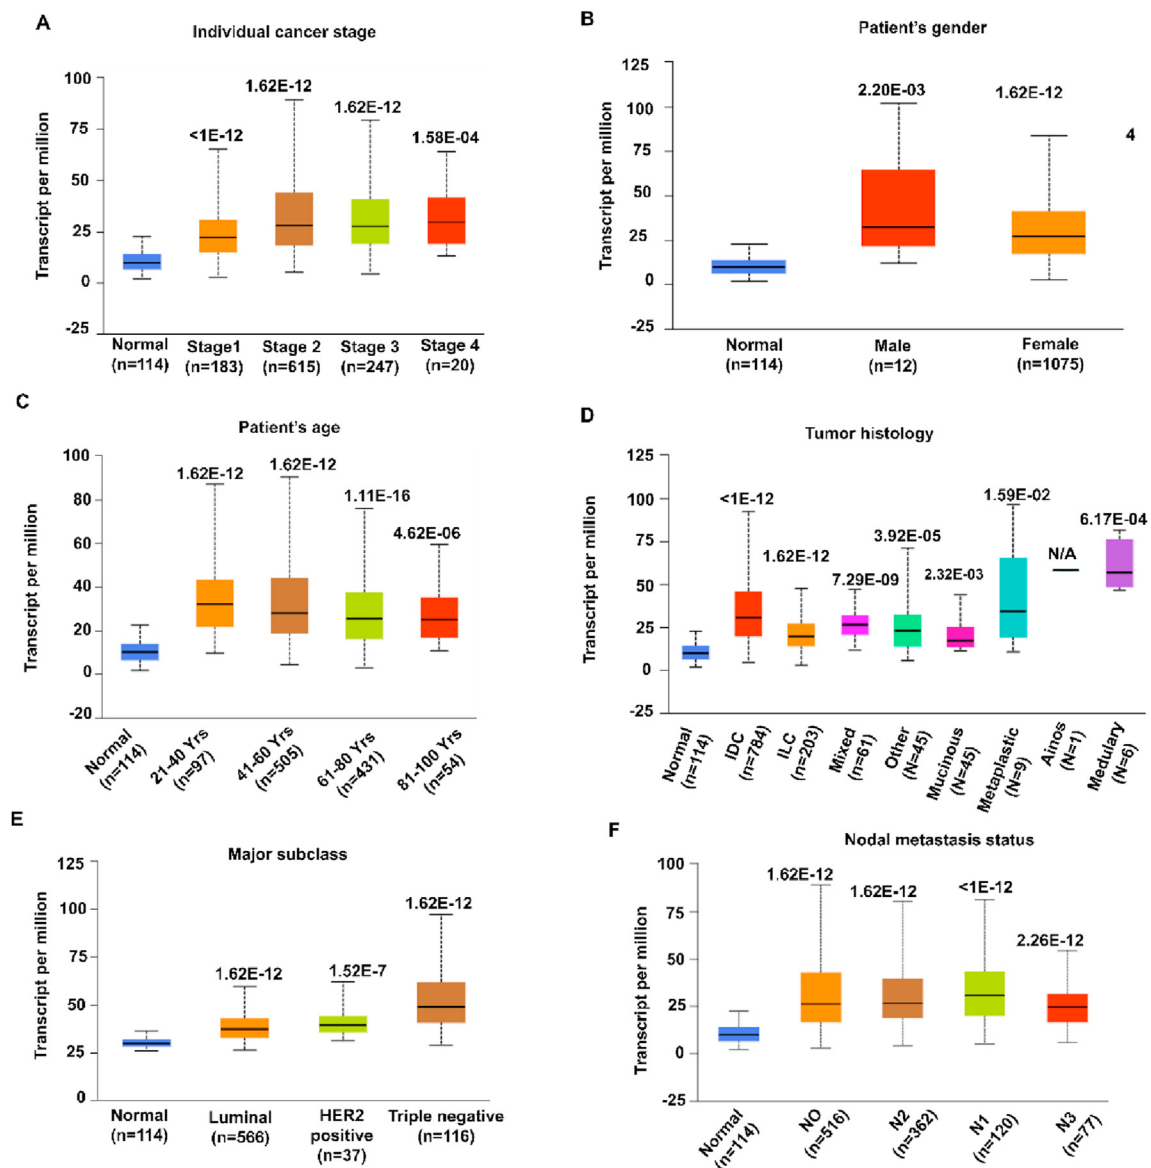 A
Individual cancer stage
Transcript per million
100
75
50
25
0
-25
<1E-12
1.62E-12
1.62E-12
1.58E-04
Normal
(n=114)
Stage1
(n=183)
Stage 2
(n=615)
Stage 3
(n=247)
Stage 4
(n=20)
B
Patient's gender
Transcript per million
125
100
75
50
25
0
-25
2.20E-03
1.62E-12
4
Normal
(n=114)
Male
(n=12)
Female
(n=1075)
C
Patient's age
Transcript per million
100
80
60
40
20
0
-20
1.62E-12
1.62E-12
1.11E-16
4.62E-06
Normal
(n=114)
21-40 Yrs
(n=97)
41-60 Yrs
(n=505)
61-80 Yrs
(n=431)
81-100 Yrs
(n=54)
D
Tumor histology
Transcript per million
125
100
75
50
25
0
-25
<1E-12
1.62E-12
7.29E-09
3.92E-05
2.32E-03
1.59E-02
N/A
6.17E-04
Normal
(n=114)
IDC
(n=784)
ILC
(n=203)
Mixed
(n=61)
Other
(N=45)
Mucinous
(N=45)
Metaplastic
(N=9)
Ainos
(N=1)
Meduary
(N=6)
E
Major subclass
Transcript per million
125
100
75
50
25
0
1.62E-12
1.52E-7
1.62E-12
Normal
(n=114)
Luminal
(n=566)
HER2
positive
(n=37)
Triple negative
(n=116)
F
Nodal metastasis status
Transcript per million
100
75
50
25
0
-25
1.62E-12
1.62E-12
<1E-12
2.26E-12
Normal
(n=114)
NO
(n=516)
N2
(n=362)
N1
(n=120)
N3
(n=77)